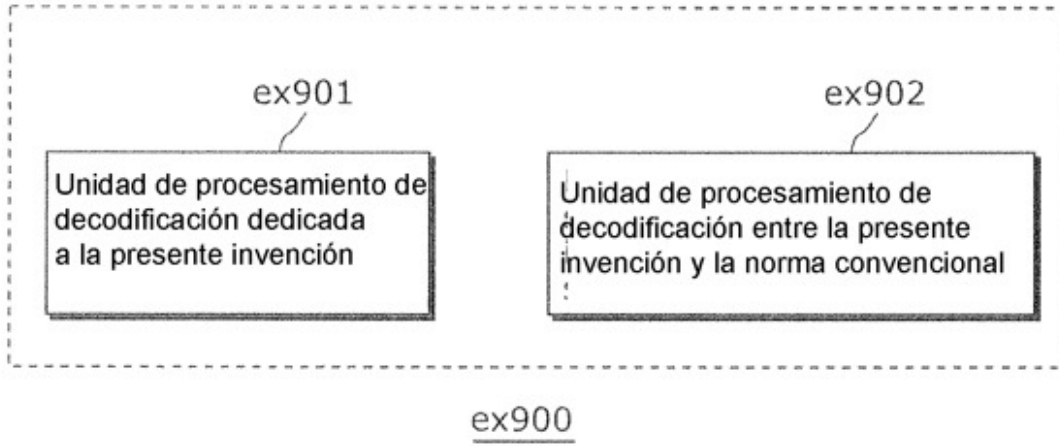 ex901
Unidad de procesamiento de
decodificación dedicada
a la presente invención
ex902
Unidad de procesamiento de
decodificación entre la presente
invención y la norma convencional
ex900